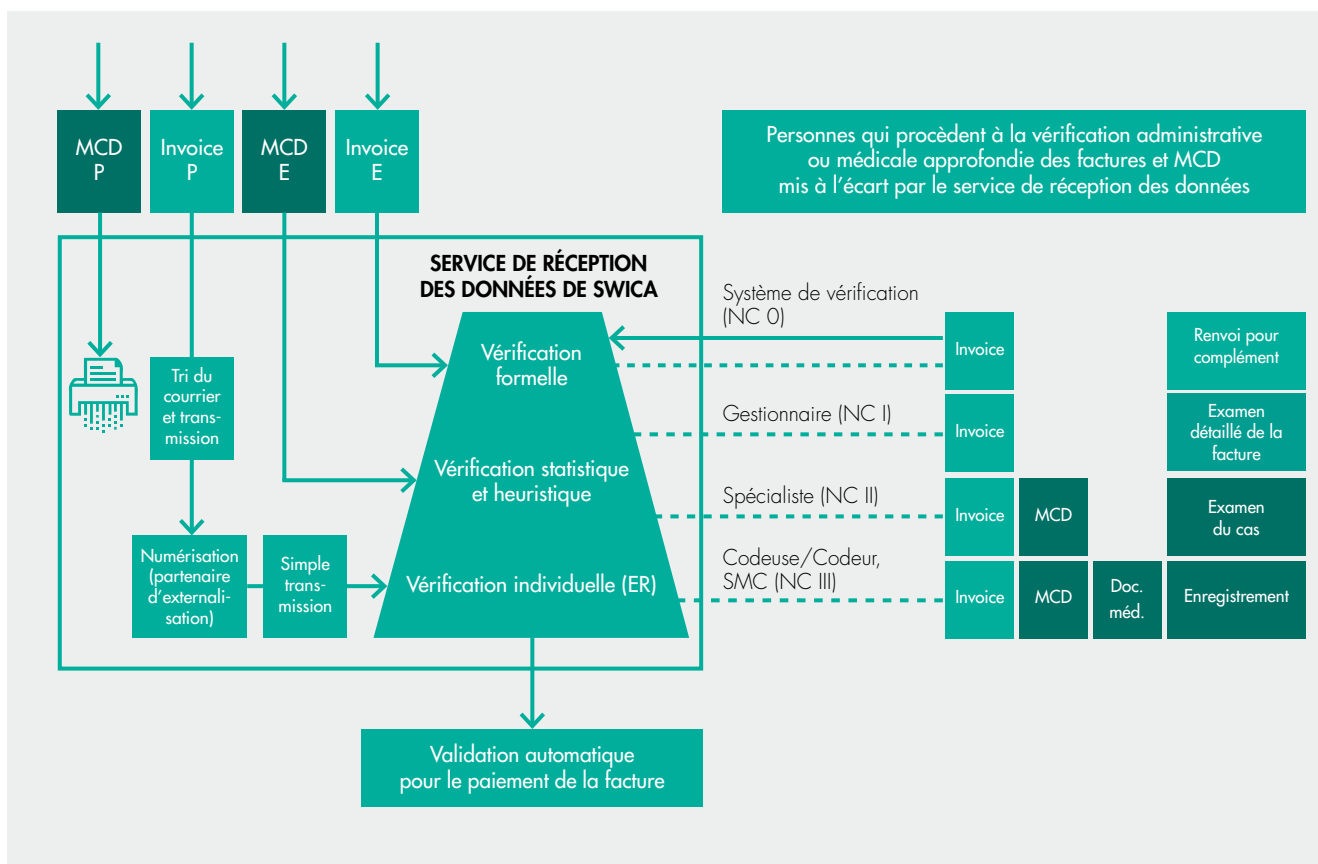 MCD
P
Invoice
P
MCD
E
Invoice
E
Personnes qui procèdent à la vérification administrative
ou médicale approfondie des factures et MCD
mis à l'écart par le service de réception des données
SERVICE DE RÉCEPTION
DES DONNÉES DE SWICA
Vérification
formelle
Vérification statistique
et heuristique
Vérification individuelle (ER)
Tri du
courrier
et trans-
mission
Numérisation
(partenaire
d'externali-
sation)
Simple
trans-
mission
Validation automatique
pour le paiement de la facture
Système de vérification
(NC 0)
Invoice
Renvoi pour
complément
Gestionnaire (NC I)
Invoice
Examen
détaillé de la
facture
Spécialiste (NC II)
Invoice
MCD
Examen
du cas
Codeuse/Codeur,
SMC (NC III)
Invoice
MCD
Doc.
méd.
Enregistrement